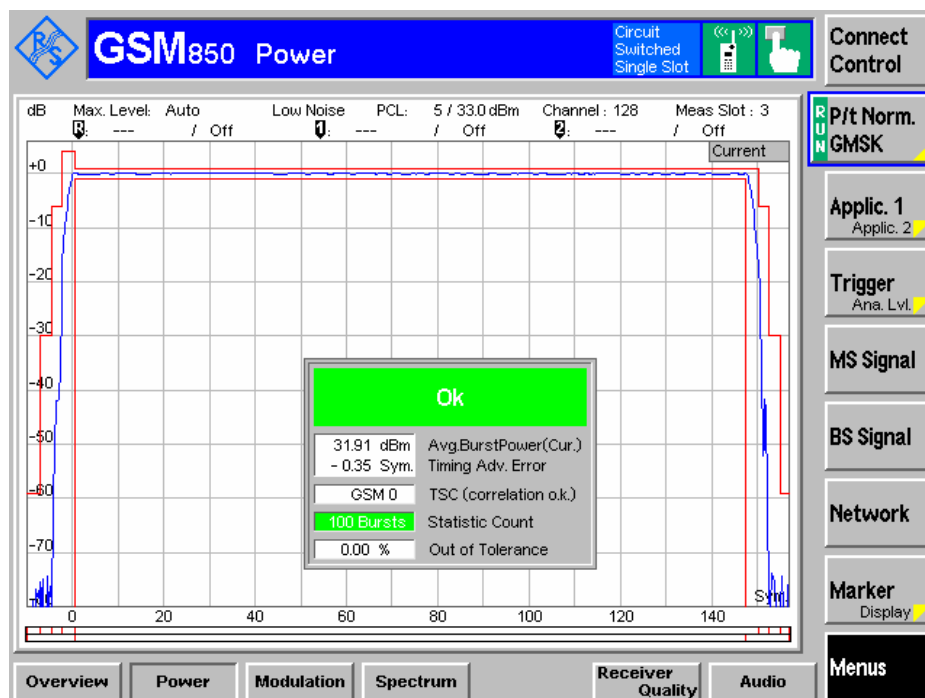 R S
GSM850 Power
Circuit
Switched
Single Slot
Connect
Control
dB Max. Level: Auto Low Noise PCL: 5 / 33.0 dBm Channel : 128 Meas Slot : 3
R: --- / Off 1: --- / Off 2: --- / Off
RUN
P/t Norm.
GMSK
Current
+0
-10
-20
-30
-40
-50
-60
-70
Applic. 1
Applic. 2
Trigger
Ana. Lvl.
MS Signal
BS Signal
Network
Marker
Display
Menus
Ok
31.91 dBm Avg.BurstPower(Cur.)
- 0.35 Sym. Timing Adv. Error
GSM 0 TSC (correlation o.k.)
100 Bursts Statistic Count
0.00 % Out of Tolerance
Sym.
0 20 40 60 80 100 120 140
Overview Power Modulation Spectrum Receiver Quality Audio